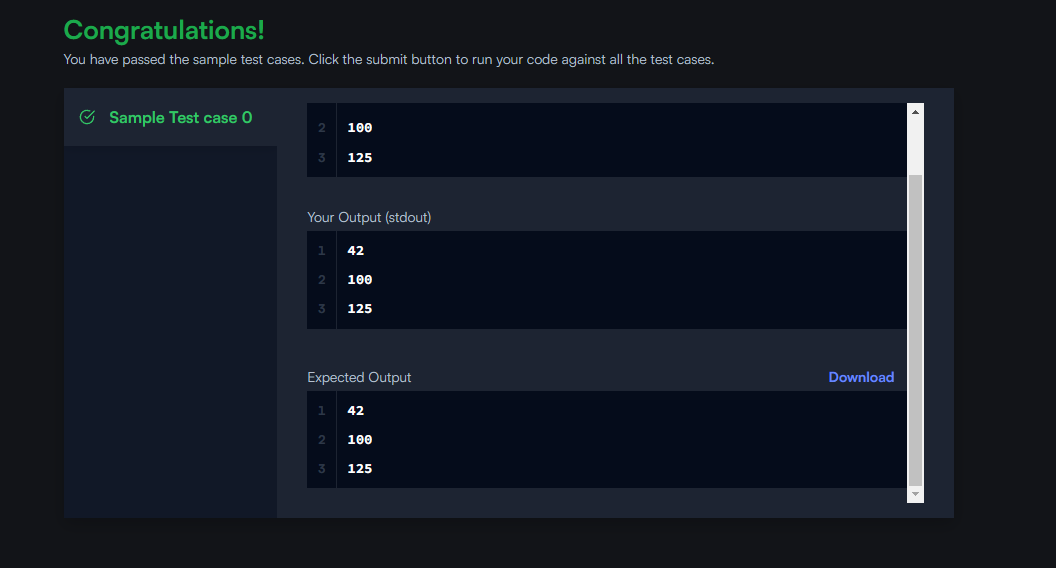 Congratulations!
You have passed the sample test cases. Click the submit button to run your code against all the test cases.
Sample Test case 0
2 100
3 125
Your Output (stdout)
1 42
2 100
3 125
Expected Output Download
1 42
2 100
3 125